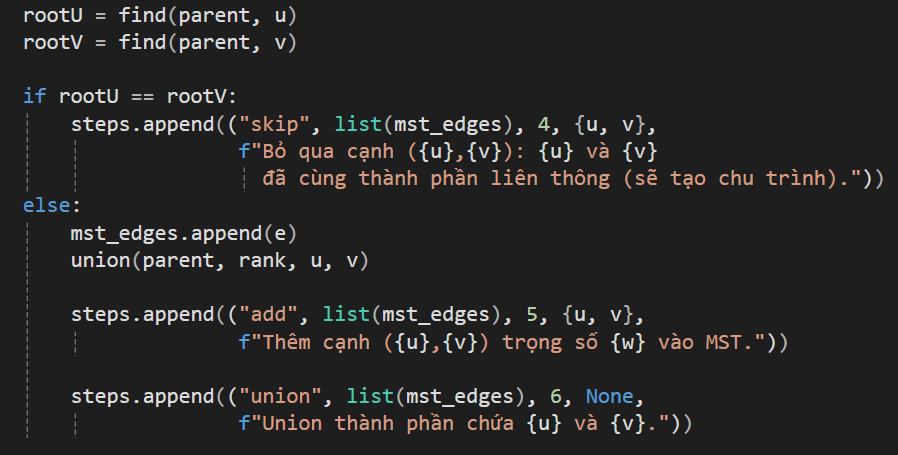 rootU = find(parent, u)
rootV = find(parent, v)
if rootU == rootV:
steps.append(("skip", list(mst_edges), 4, {u, v},
f"Bỏ qua cạnh ({u},{v}): {u} và {v}
đã cùng thành phần liên thông (sẽ tạo chu trình)."))
else:
mst_edges.append(e)
union(parent, rank, u, v)
steps.append(("add", list(mst_edges), 5, {u, v},
f"Thêm cạnh ({u},{v}) trọng số {w} vào MST."))
steps.append(("union", list(mst_edges), 6, None,
f"Union thành phần chứa {u} và {v}."))